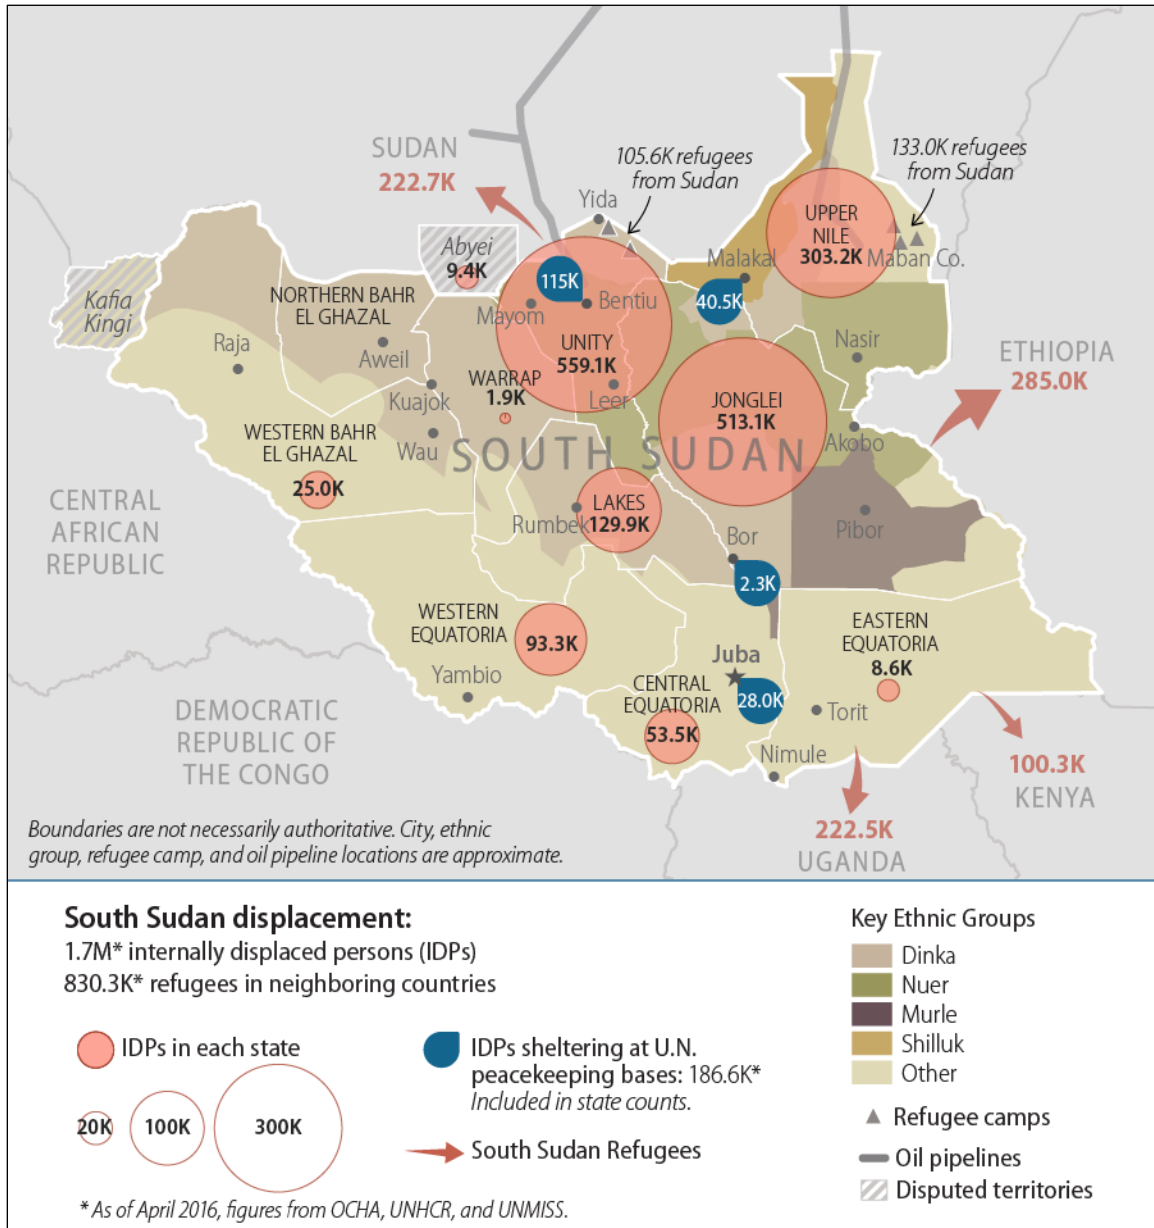 SUDAN
222.7K
105.6K refugees
from Sudan
133.0K refugees
from Sudan
Yida
UPPER
NILE
303.2K
Maban Co.
Abyei
9.4K
Malakal
115K
40.5K
Kafia
Kingi
NORTHERN BAHR
EL GHAZAL
Mayom
Bentiu
Raja
Aweil
UNITY
559.1K
Nasir
ETHIOPIA
285.0K
WARRAP
1.9K
Kuajok
Leer
JONGLEI
513.1K
WESTERN BAHR
EL GHAZAL
25.0K
Wau
Akobo
SOUTH SUDAN
CENTRAL
AFRICAN
REPUBLIC
LAKES
129.9K
Rumbek
Pibor
Bor
2.3K
WESTERN
EQUATORIA
93.3K
EASTERN
EQUATORIA
8.6K
Juba
28.0K
Yambio
CENTRAL
EQUATORIA
53.5K
Torit
Nimule
DEMOCRATIC
REPUBLIC OF
THE CONGO
100.3K
KENYA
222.5K
UGANDA
Boundaries are not necessarily authoritative. City, ethnic
group, refugee camp, and oil pipeline locations are approximate.
South Sudan displacement:
1.7M* internally displaced persons (IDPs)
830.3K* refugees in neighboring countries
IDPs in each state
20K
100K
300K
IDPs sheltering at U.N.
peacekeeping bases: 186.6K*
Included in state counts.
South Sudan Refugees
* As of April 2016, figures from OCHA, UNHCR, and UNMISS.
Key Ethnic Groups
Dinka
Nuer
Murle
Shilluk
Other
Refugee camps
Oil pipelines
Disputed territories